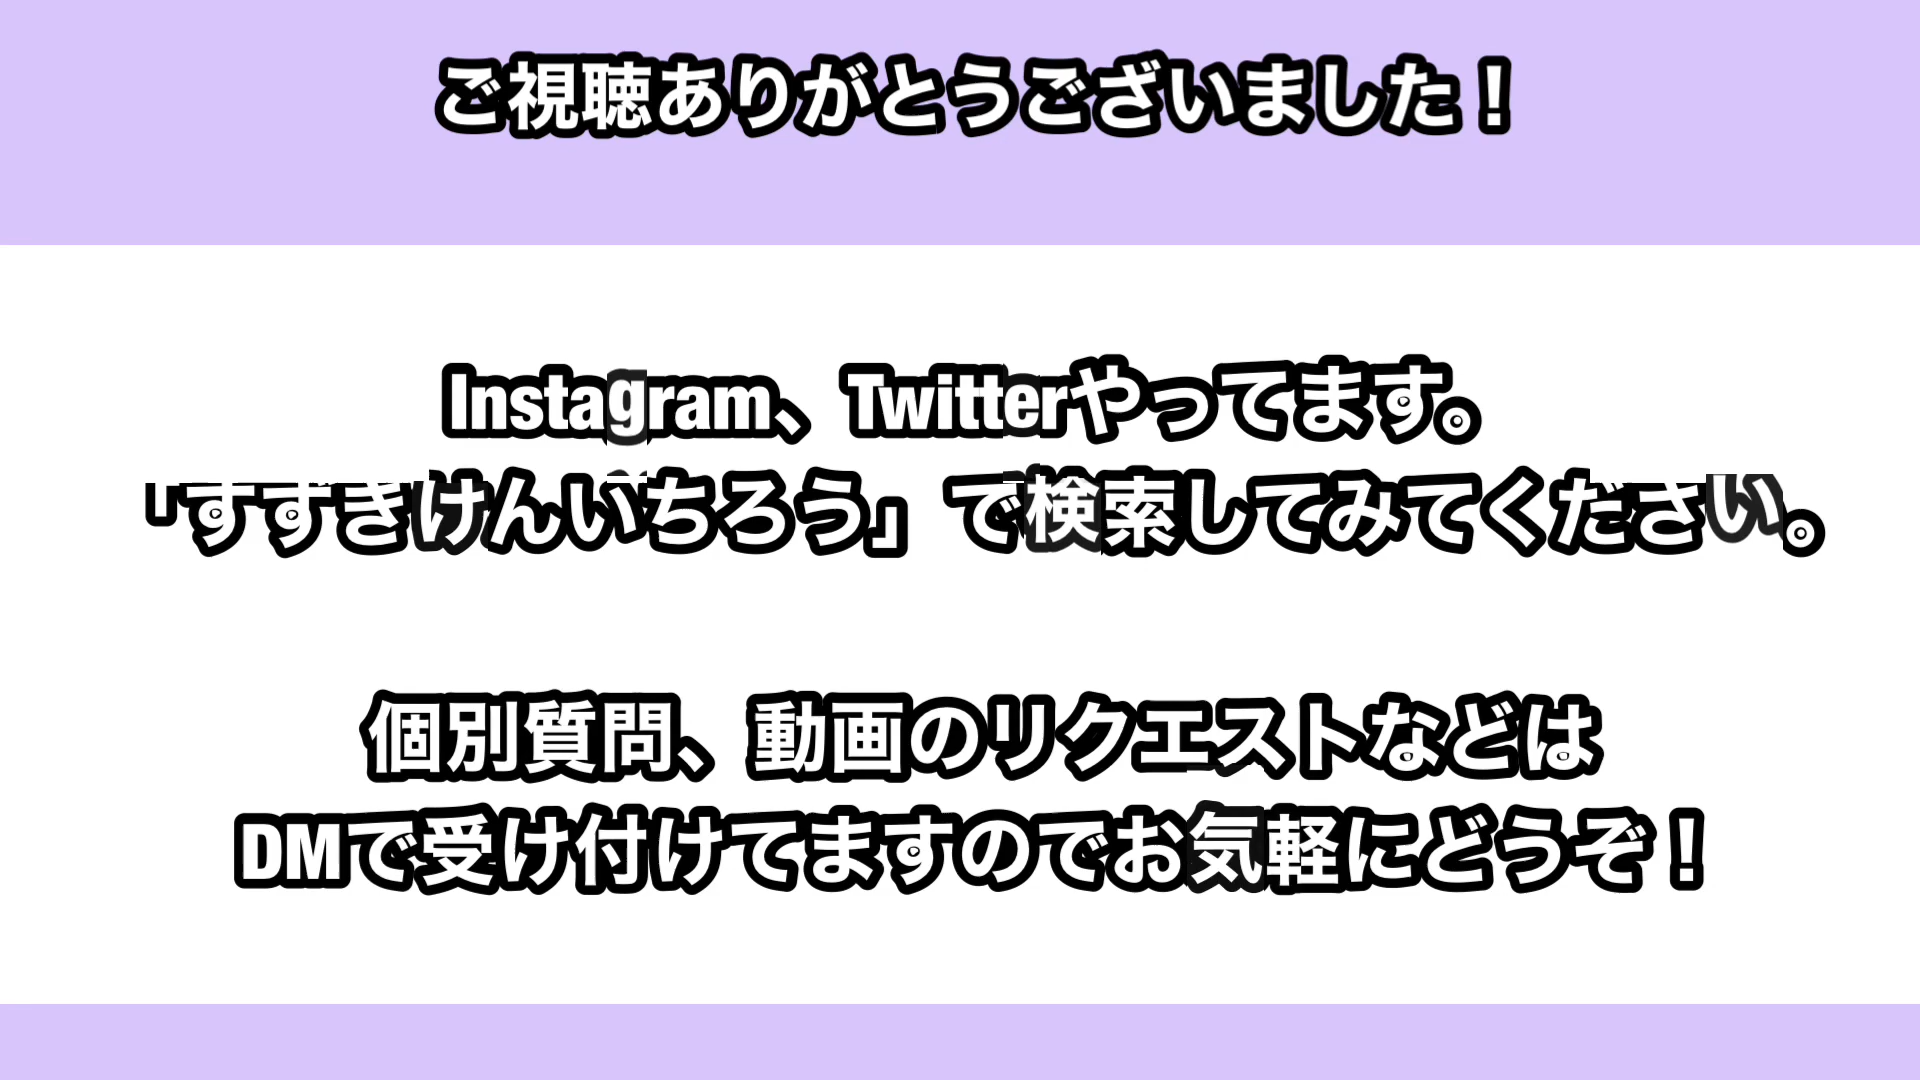 ご視聴ありがとうございました！
Instagram、Twitterやってます。
「すずきけんいちろう」で検索してみてください。
個別質問、動画のリクエストなどは
DMで受け付けてますのでお気軽にどうぞ！